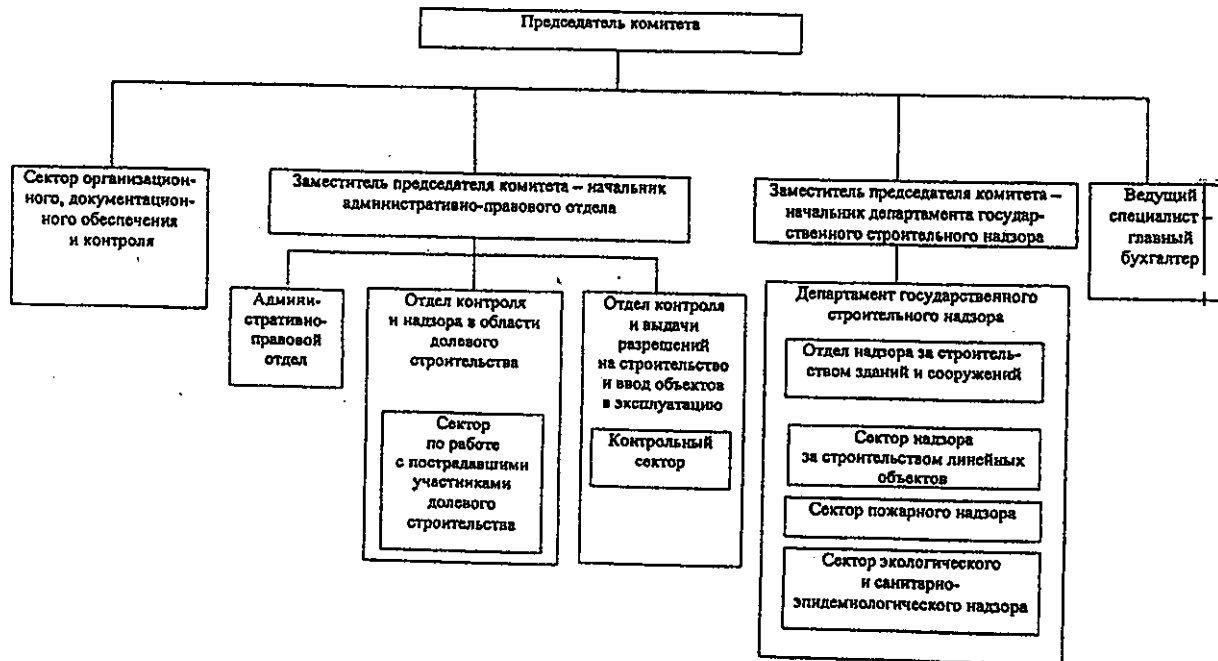 Председатель комитета
Сектор организацион-
ного, документацион-
ного обеспечения
и контроля
Заместитель председателя комитета – начальник
административно-правового отдела
Заместитель председателя комитета –
начальник департамента государ-
ственного строительного надзора
Ведущий
специалист –
главный
бухгалтер
Админи-
стративно-
правовой
отдел
Отдел контроля
и надзора в области
долевого
строительства
Сектор
по работе
с пострадавшими
участниками
долевого
строительства
Отдел контроля
и выдачи
разрешений
на строительство
и ввод объектов
в эксплуатацию
Контрольный
сектор
Департамент государственного
строительного надзора
Отдел надзора за строитель-
ством зданий и сооружений
Сектор надзора
за строительством линейных
объектов
Сектор пожарного надзора
Сектор экологического
и санитарно-
эпидемиологического надзора